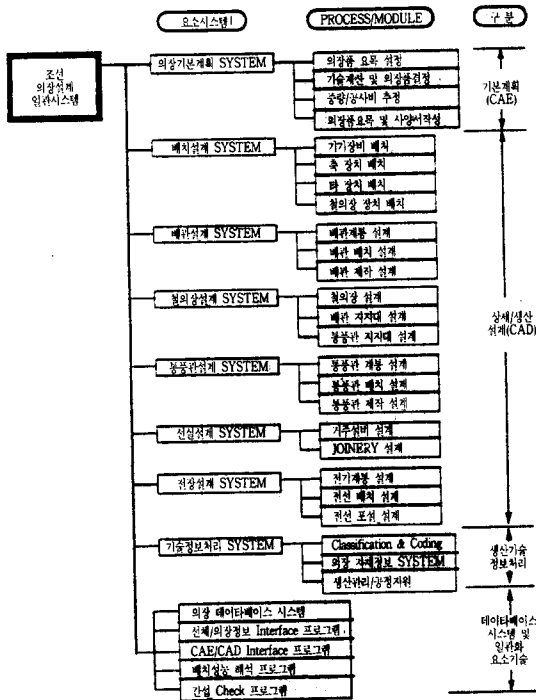 요소시스템
PROCESS/MODULE
구 분
조선
의장설계
일관시스템
의장기본계획 SYSTEM
의장품 요목 설정
기술계산 및 의장품결정
중량/공사비 추정
의장품요목 및 사양서작성
기본계획
(CAE)
배치설계 SYSTEM
기기장비 배치
축 장치 배치
타 장치 배치
철의장 장치 배치
배관설계 SYSTEM
배관계통 설계
배관 배치 설계
배관 제작 설계
철의장설계 SYSTEM
철의장 설계
배관 지지대 설계
통풍관 지지대 설계
상세/생산
설계(CAD)
통풍관설계 SYSTEM
통풍관 계통 설계
통풍관 배치 설계
통풍관 제작 설계
선실설계 SYSTEM
거주설비 설계
JOINERY 설계
전장설계 SYSTEM
전기계통 설계
전선 배치 설계
전선 포설 설계
기술정보처리 SYSTEM
Classification & Coding
의장 자재정보 SYSTEM
생산관리/공정지원
생산기술
정보처리
의장 데이타베이스 시스템
선체/의장정보 Interface 프로그램
CAE/CAD Interface 프로그램
배치성능 해석 프로그램
간섭 Check 프로그램
데이타베이스
시스템 및
일관화
요소기술